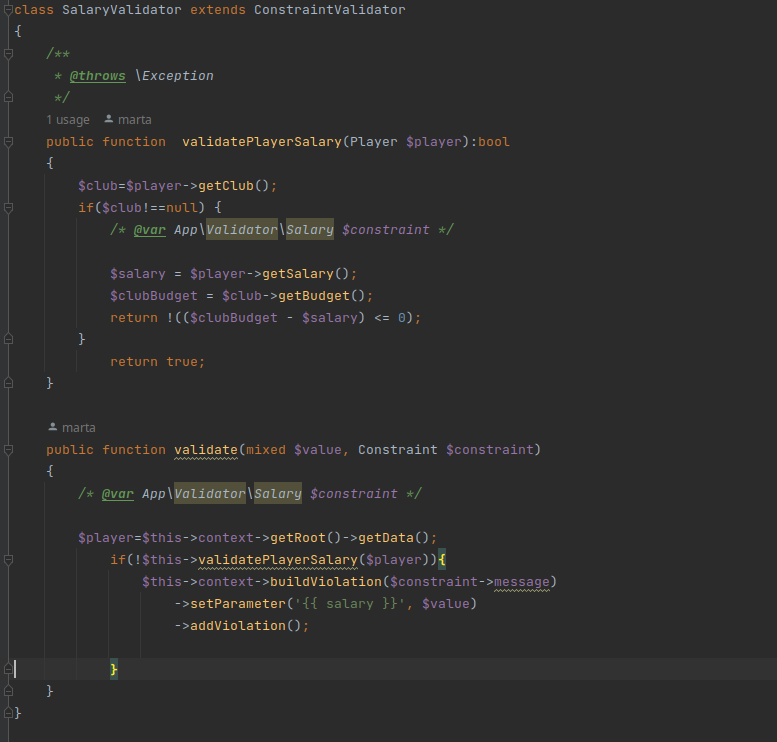 class SalaryValidator extends ConstraintValidator
{
/**
* @throws \Exception
*/
1 usage marta
public function  validatePlayerSalary(Player $player):bool
{
$club=$player->getClub();
if($club!==null) {
/* @var App\Validator\Salary $constraint */
$salary = $player->getSalary();
$clubBudget = $club->getBudget();
return !(($clubBudget - $salary) <= 0);
}
return true;
}
marta
public function validate(mixed $value, Constraint $constraint)
{
/* @var App\Validator\Salary $constraint */
$player=$this->context->getRoot()->getData();
if(!$this->validatePlayerSalary($player)){
$this->context->buildViolation($constraint->message)
->setParameter('{{ salary }}', $value)
->addViolation();
}
}
}